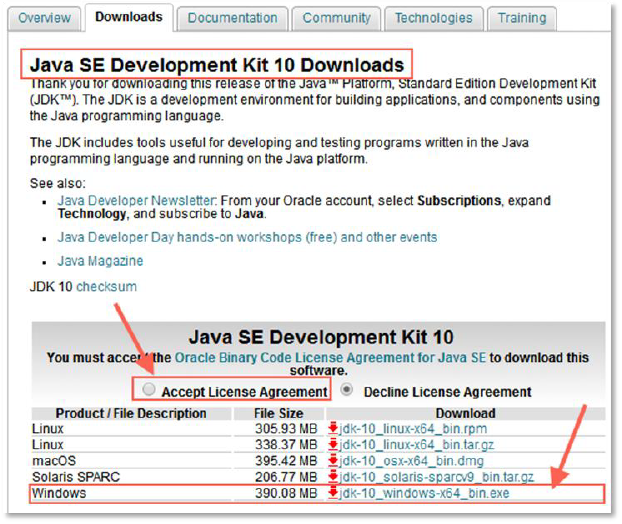 Overview Downloads Documentation Community Technologies Training
Java SE Development Kit 10 Downloads
Thank you for downloading this release of the Java™ Platform, Standard Edition Development Kit
(JDK™). The JDK is a development environment for building applications, and components using
the Java programming language.
The JDK includes tools useful for developing and testing programs written in the Java
programming language and running on the Java platform.
See also:
• Java Developer Newsletter: From your Oracle account, select Subscriptions, expand
Technology, and subscribe to Java.
• Java Developer Day hands-on workshops (free) and other events
• Java Magazine
JDK 10 checksum
Java SE Development Kit 10
You must accept the Oracle Binary Code License Agreement for Java SE to download this
software.
Accept License Agreement Decline License Agreement
Product / File Description File Size Download
Linux 305.93 MB jdk-10_linux-x64_bin.rpm
Linux 338.37 MB jdk-10_linux-x64_bin.tar.gz
macOS 395.42 MB jdk-10_osx-x64_bin.dmg
Solaris SPARC 206.77 MB jdk-10_solaris-sparcv9_bin.tar.gz
Windows 390.08 MB jdk-10_windows-x64_bin.exe